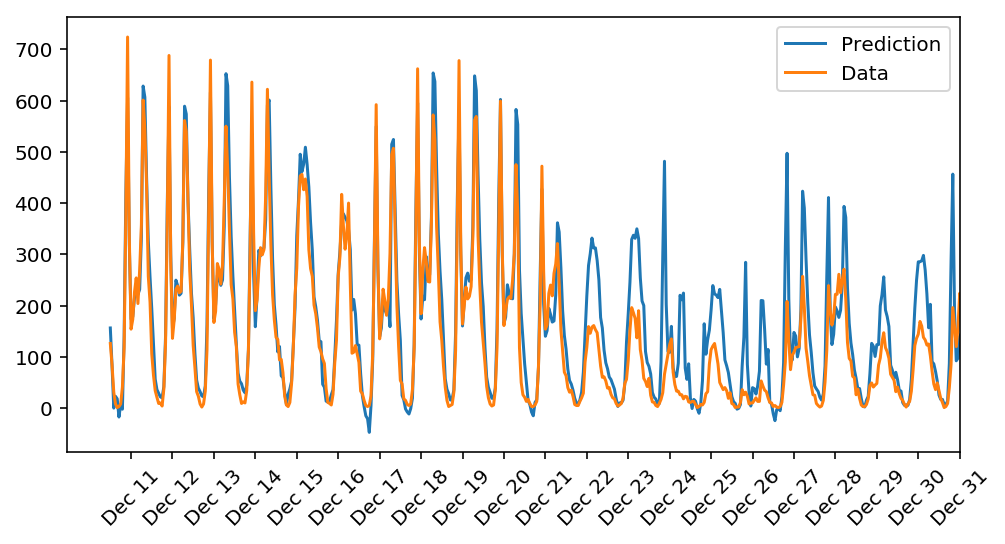 Prediction
Data
700
600
500
400
300
200
100
0
Dec 11
Dec 12
Dec 13
Dec 14
Dec 15
Dec 16
Dec 17
Dec 18
Dec 19
Dec 20
Dec 21
Dec 22
Dec 23
Dec 24
Dec 25
Dec 26
Dec 27
Dec 28
Dec 29
Dec 30
Dec 31